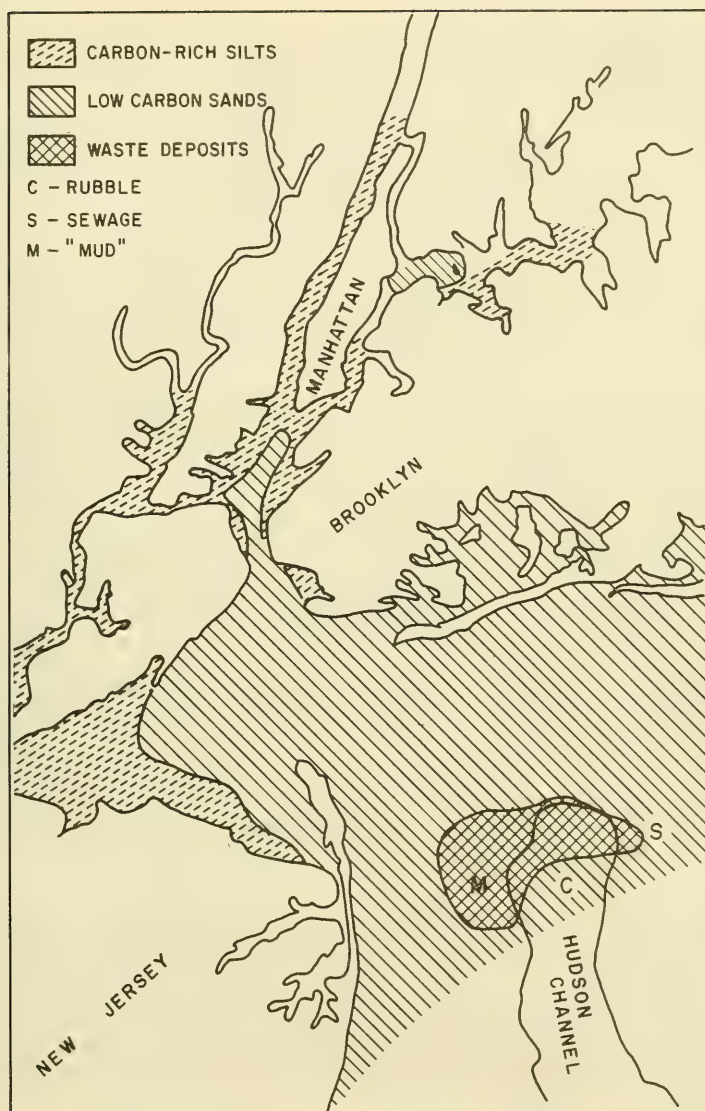 CARBON-RICH SILTS
LOW CARBON SANDS
WASTE DEPOSITS
C - RUBBLE
S - SEWAGE
M - "MUD"
MANHATTAN
BROOKLYN
S
M
C
HUDSON
CHANNEL
NEW JERSEY